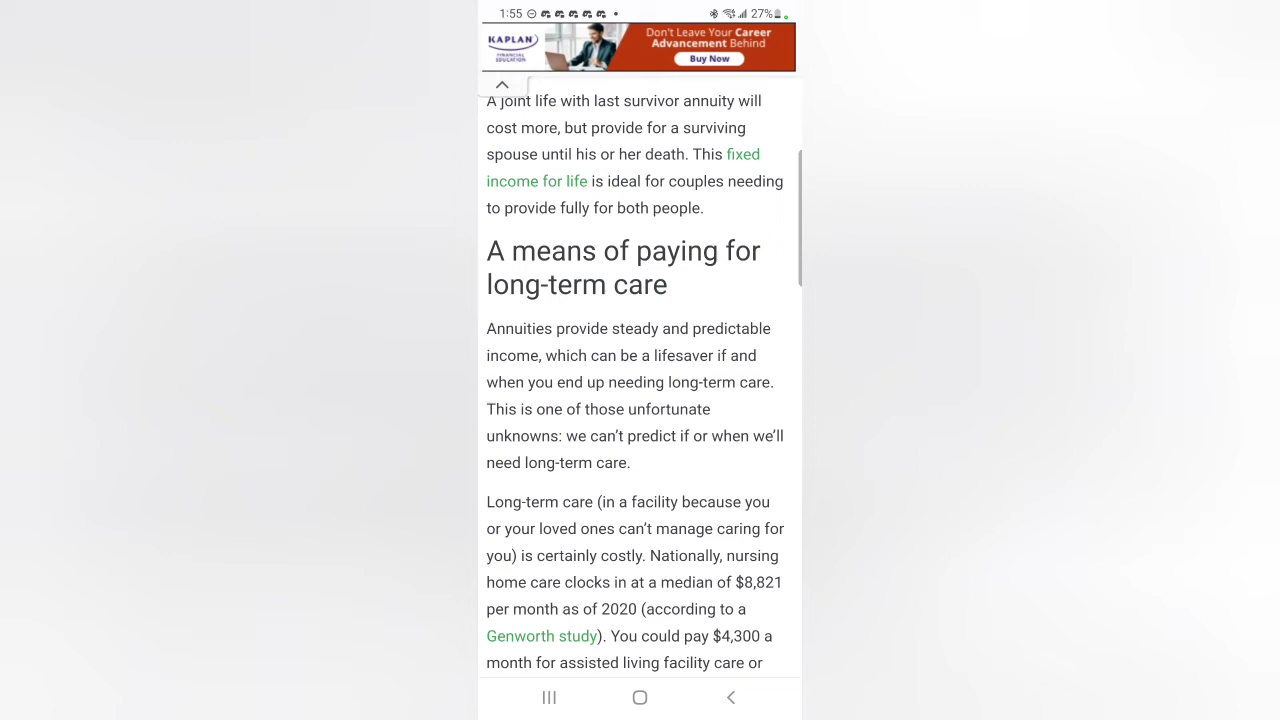 1:55
27%
KAPLAN
FINANCIAL
EDUCATION
Don't Leave Your Career
Advancement Behind
Buy Now
A joint life with last survivor annuity will
cost more, but provide for a surviving
spouse until his or her death. This fixed
income for life is ideal for couples needing
to provide fully for both people.
A means of paying for
long-term care
Annuities provide steady and predictable
income, which can be a lifesaver if and
when you end up needing long-term care.
This is one of those unfortunate
unknowns: we can’t predict if or when we’ll
need long-term care.
Long-term care (in a facility because you
or your loved ones can’t manage caring for
you) is certainly costly. Nationally, nursing
home care clocks in at a median of $8,821
per month as of 2020 (according to a
Genworth study). You could pay $4,300 a
month for assisted living facility care or